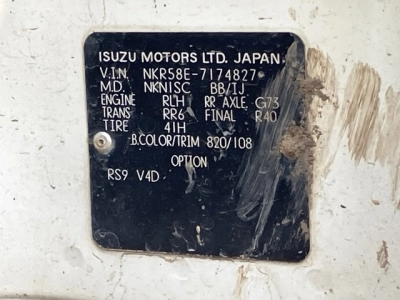 ISUZU MOTORS LTD. JAPAN
V.I.N. NKR58E-7174827
M.D. NKN1SC BB/IJ
ENGINE RLH RR AXLE, G73
TRANS RR6 FINAL R40
TIRE 41H
B.COLOR/TRIM 820/108
OPTION
RS9 V4D